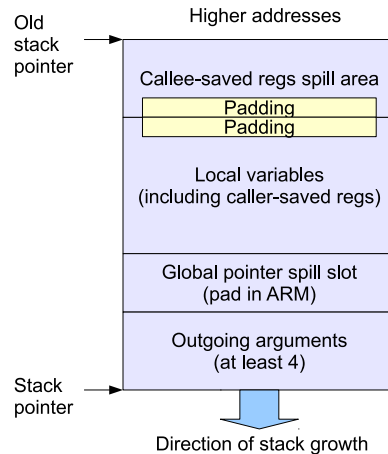 Higher addresses
Old
stack
pointer
Callee-saved regs spill area
Padding
Padding
Local variables
(including caller-saved regs)
Global pointer spill slot
(pad in ARM)
Outgoing arguments
(at least 4)
Stack
pointer
Direction of stack growth